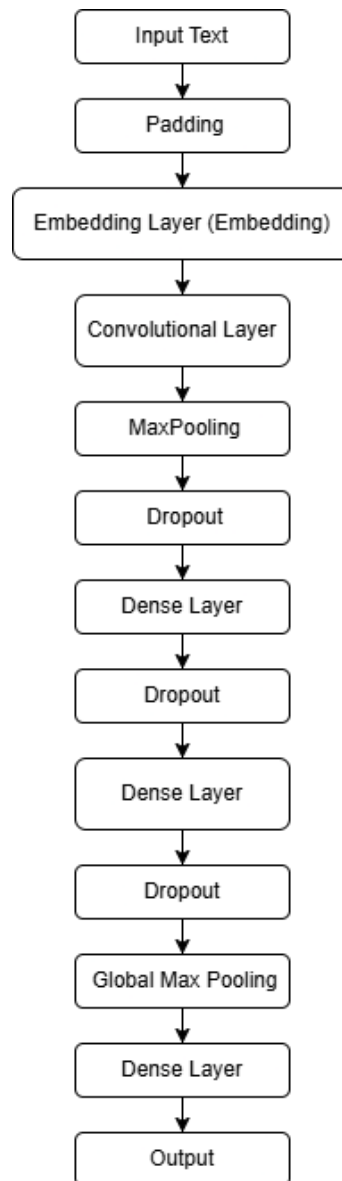 Input Text
Padding
Embedding Layer (Embedding)
Convolutional Layer
MaxPooling
Dropout
Dense Layer
Dropout
Dense Layer
Dropout
Global Max Pooling
Dense Layer
Output